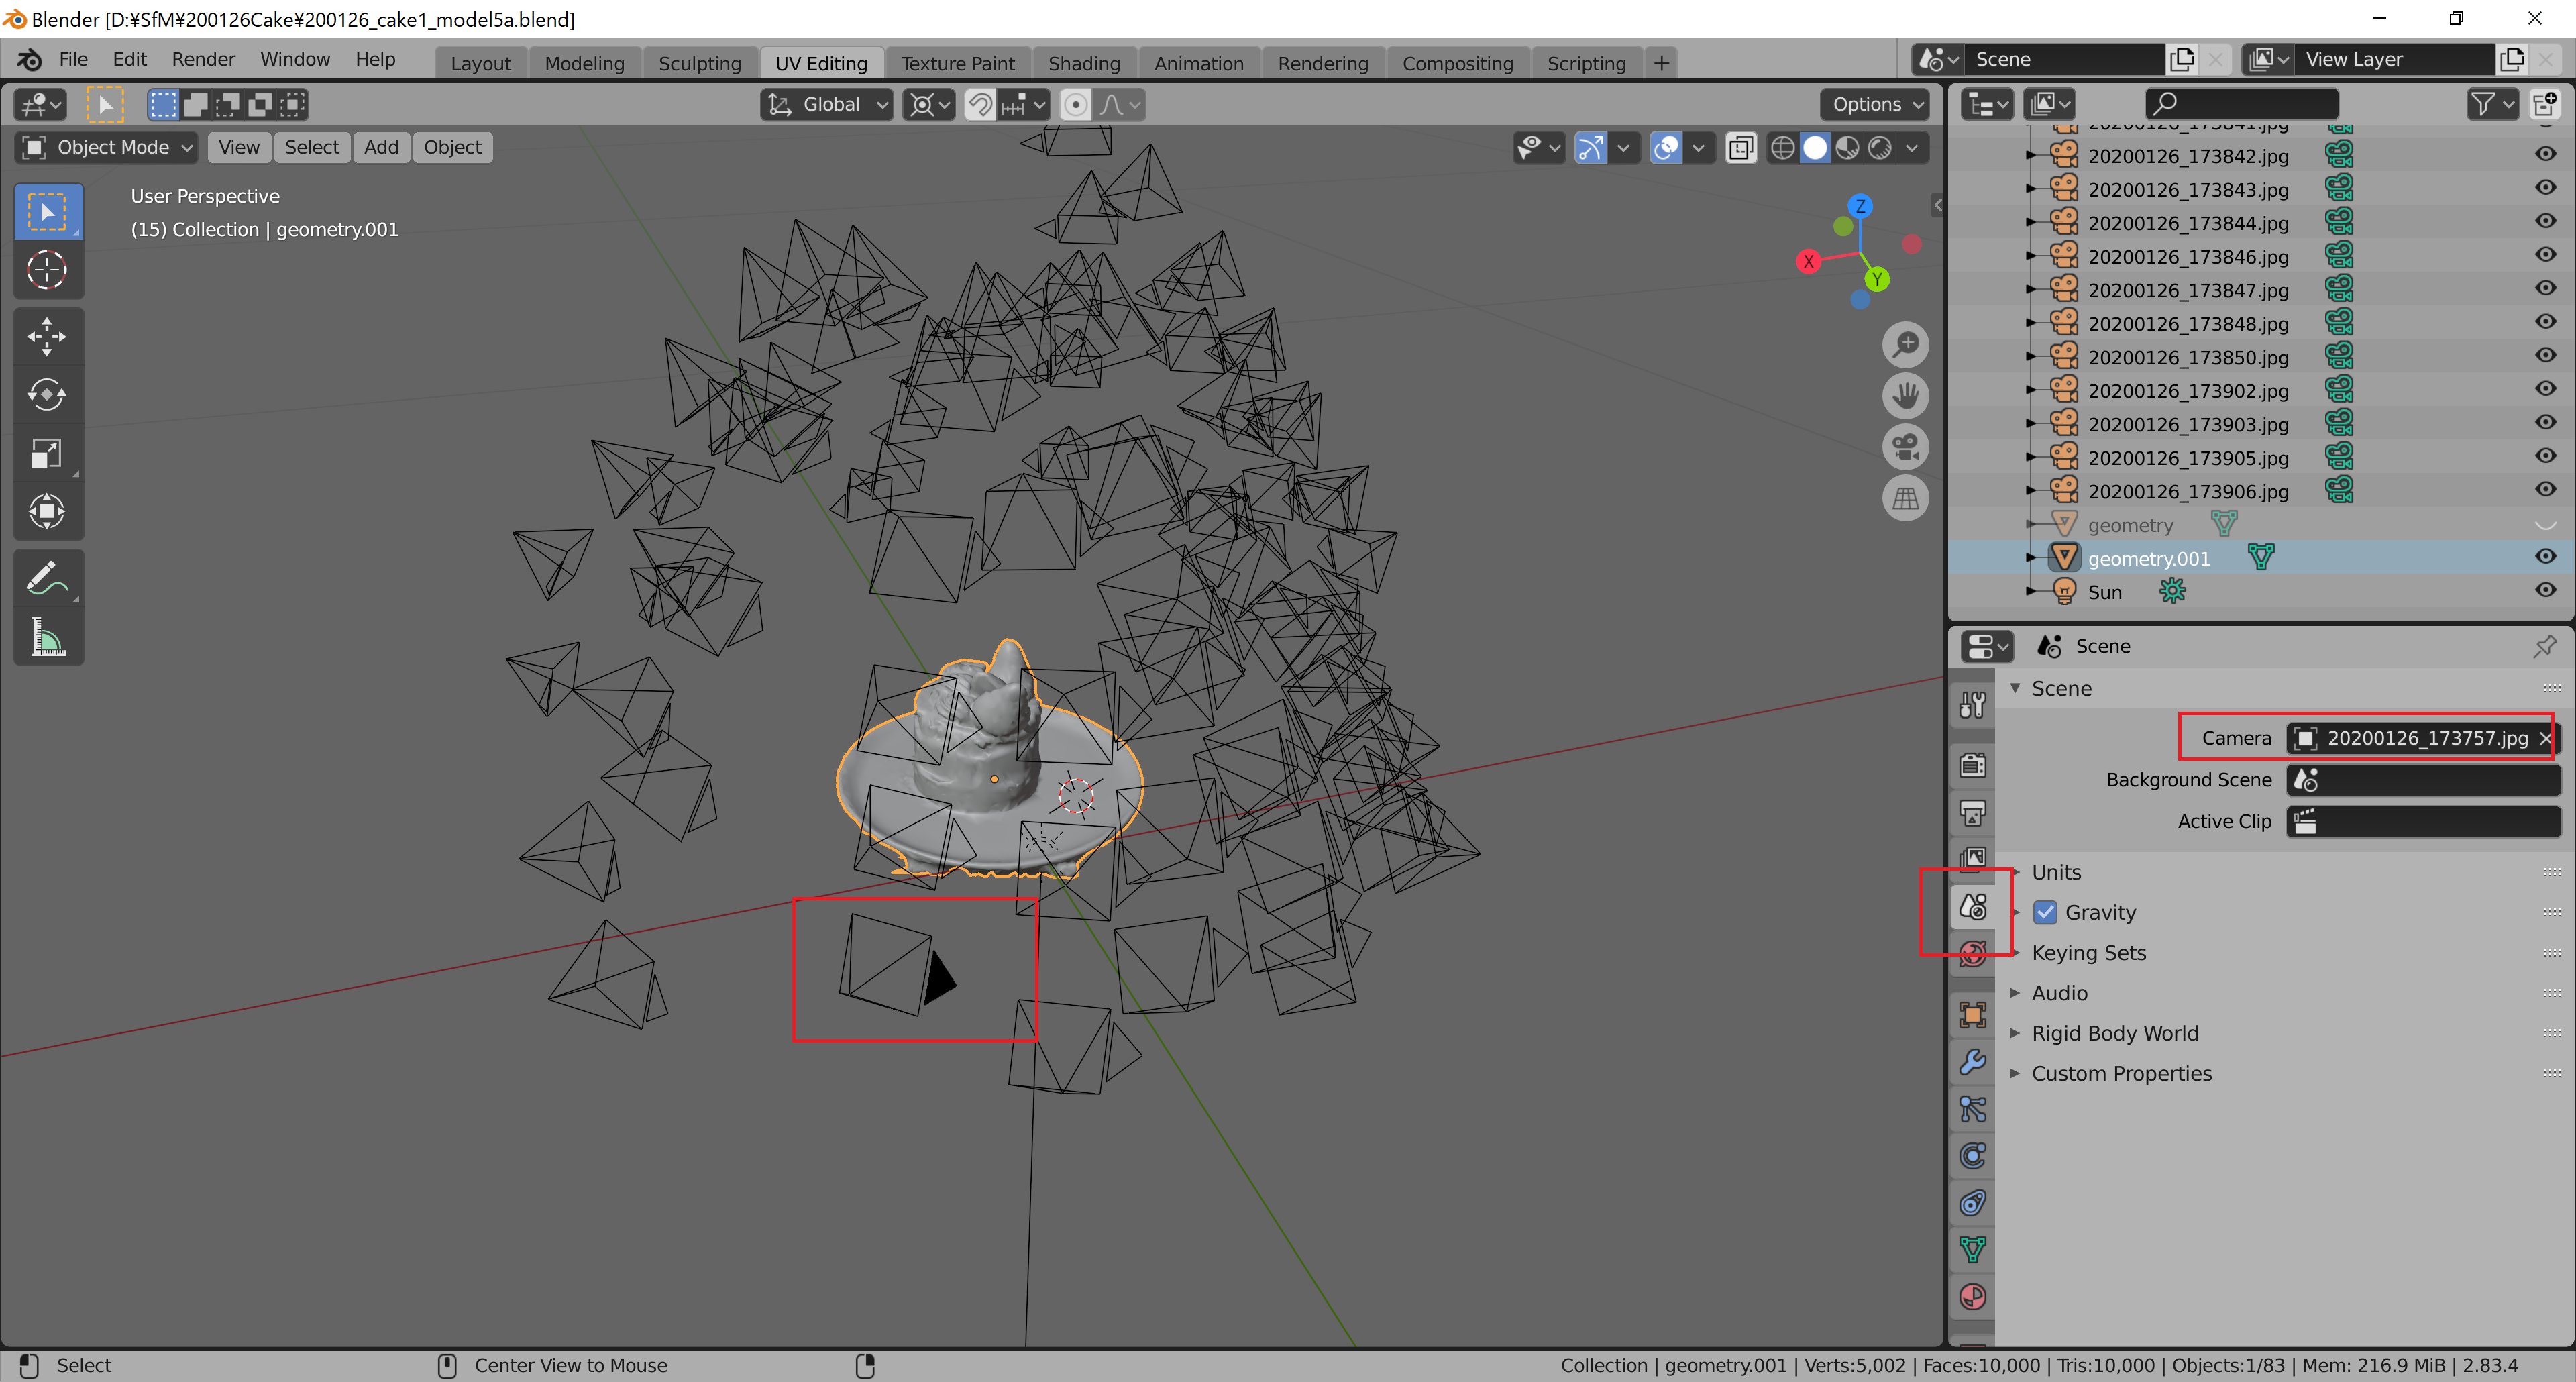 Blender [D:¥SfM¥200126Cake¥200126_cake1_model5a.blend]
File Edit Render Window Help
Layout Modeling Sculpting UV Editing Texture Paint Shading Animation Rendering Compositing Scripting +
Scene
View Layer
Global
Options
Object Mode View Select Add Object
User Perspective
(15) Collection | geometry.001
Z
X
Y
20200126_173841.jpg
20200126_173842.jpg
20200126_173843.jpg
20200126_173844.jpg
20200126_173846.jpg
20200126_173847.jpg
20200126_173848.jpg
20200126_173850.jpg
20200126_173902.jpg
20200126_173903.jpg
20200126_173905.jpg
20200126_173906.jpg
geometry
geometry.001
Sun
Scene
Scene
Camera 20200126_173757.jpg
Background Scene
Active Clip
Units
Gravity
Keying Sets
Audio
Rigid Body World
Custom Properties
Select
Center View to Mouse
Collection | geometry.001 | Verts:5,002 | Faces:10,000 | Tris:10,000 | Objects:1/83 | Mem: 216.9 MiB | 2.83.4